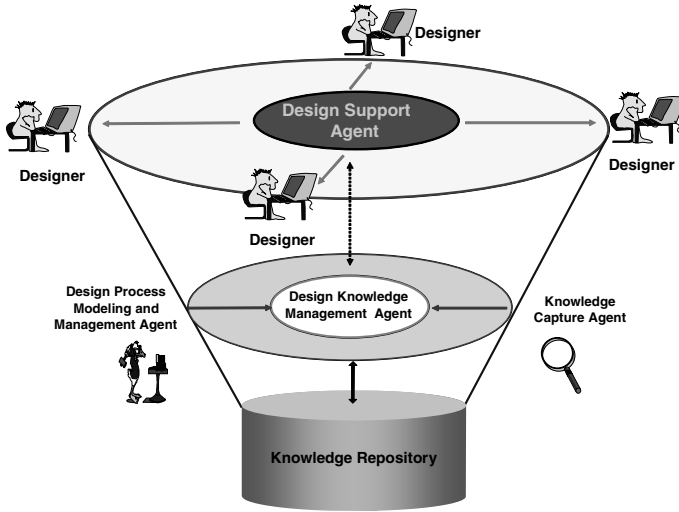 Designer
Design Support
Agent
Designer
Designer
Designer
Design Process
Modeling and
Management Agent
Design Knowledge
Management Agent
Knowledge
Capture Agent
Knowledge Repository